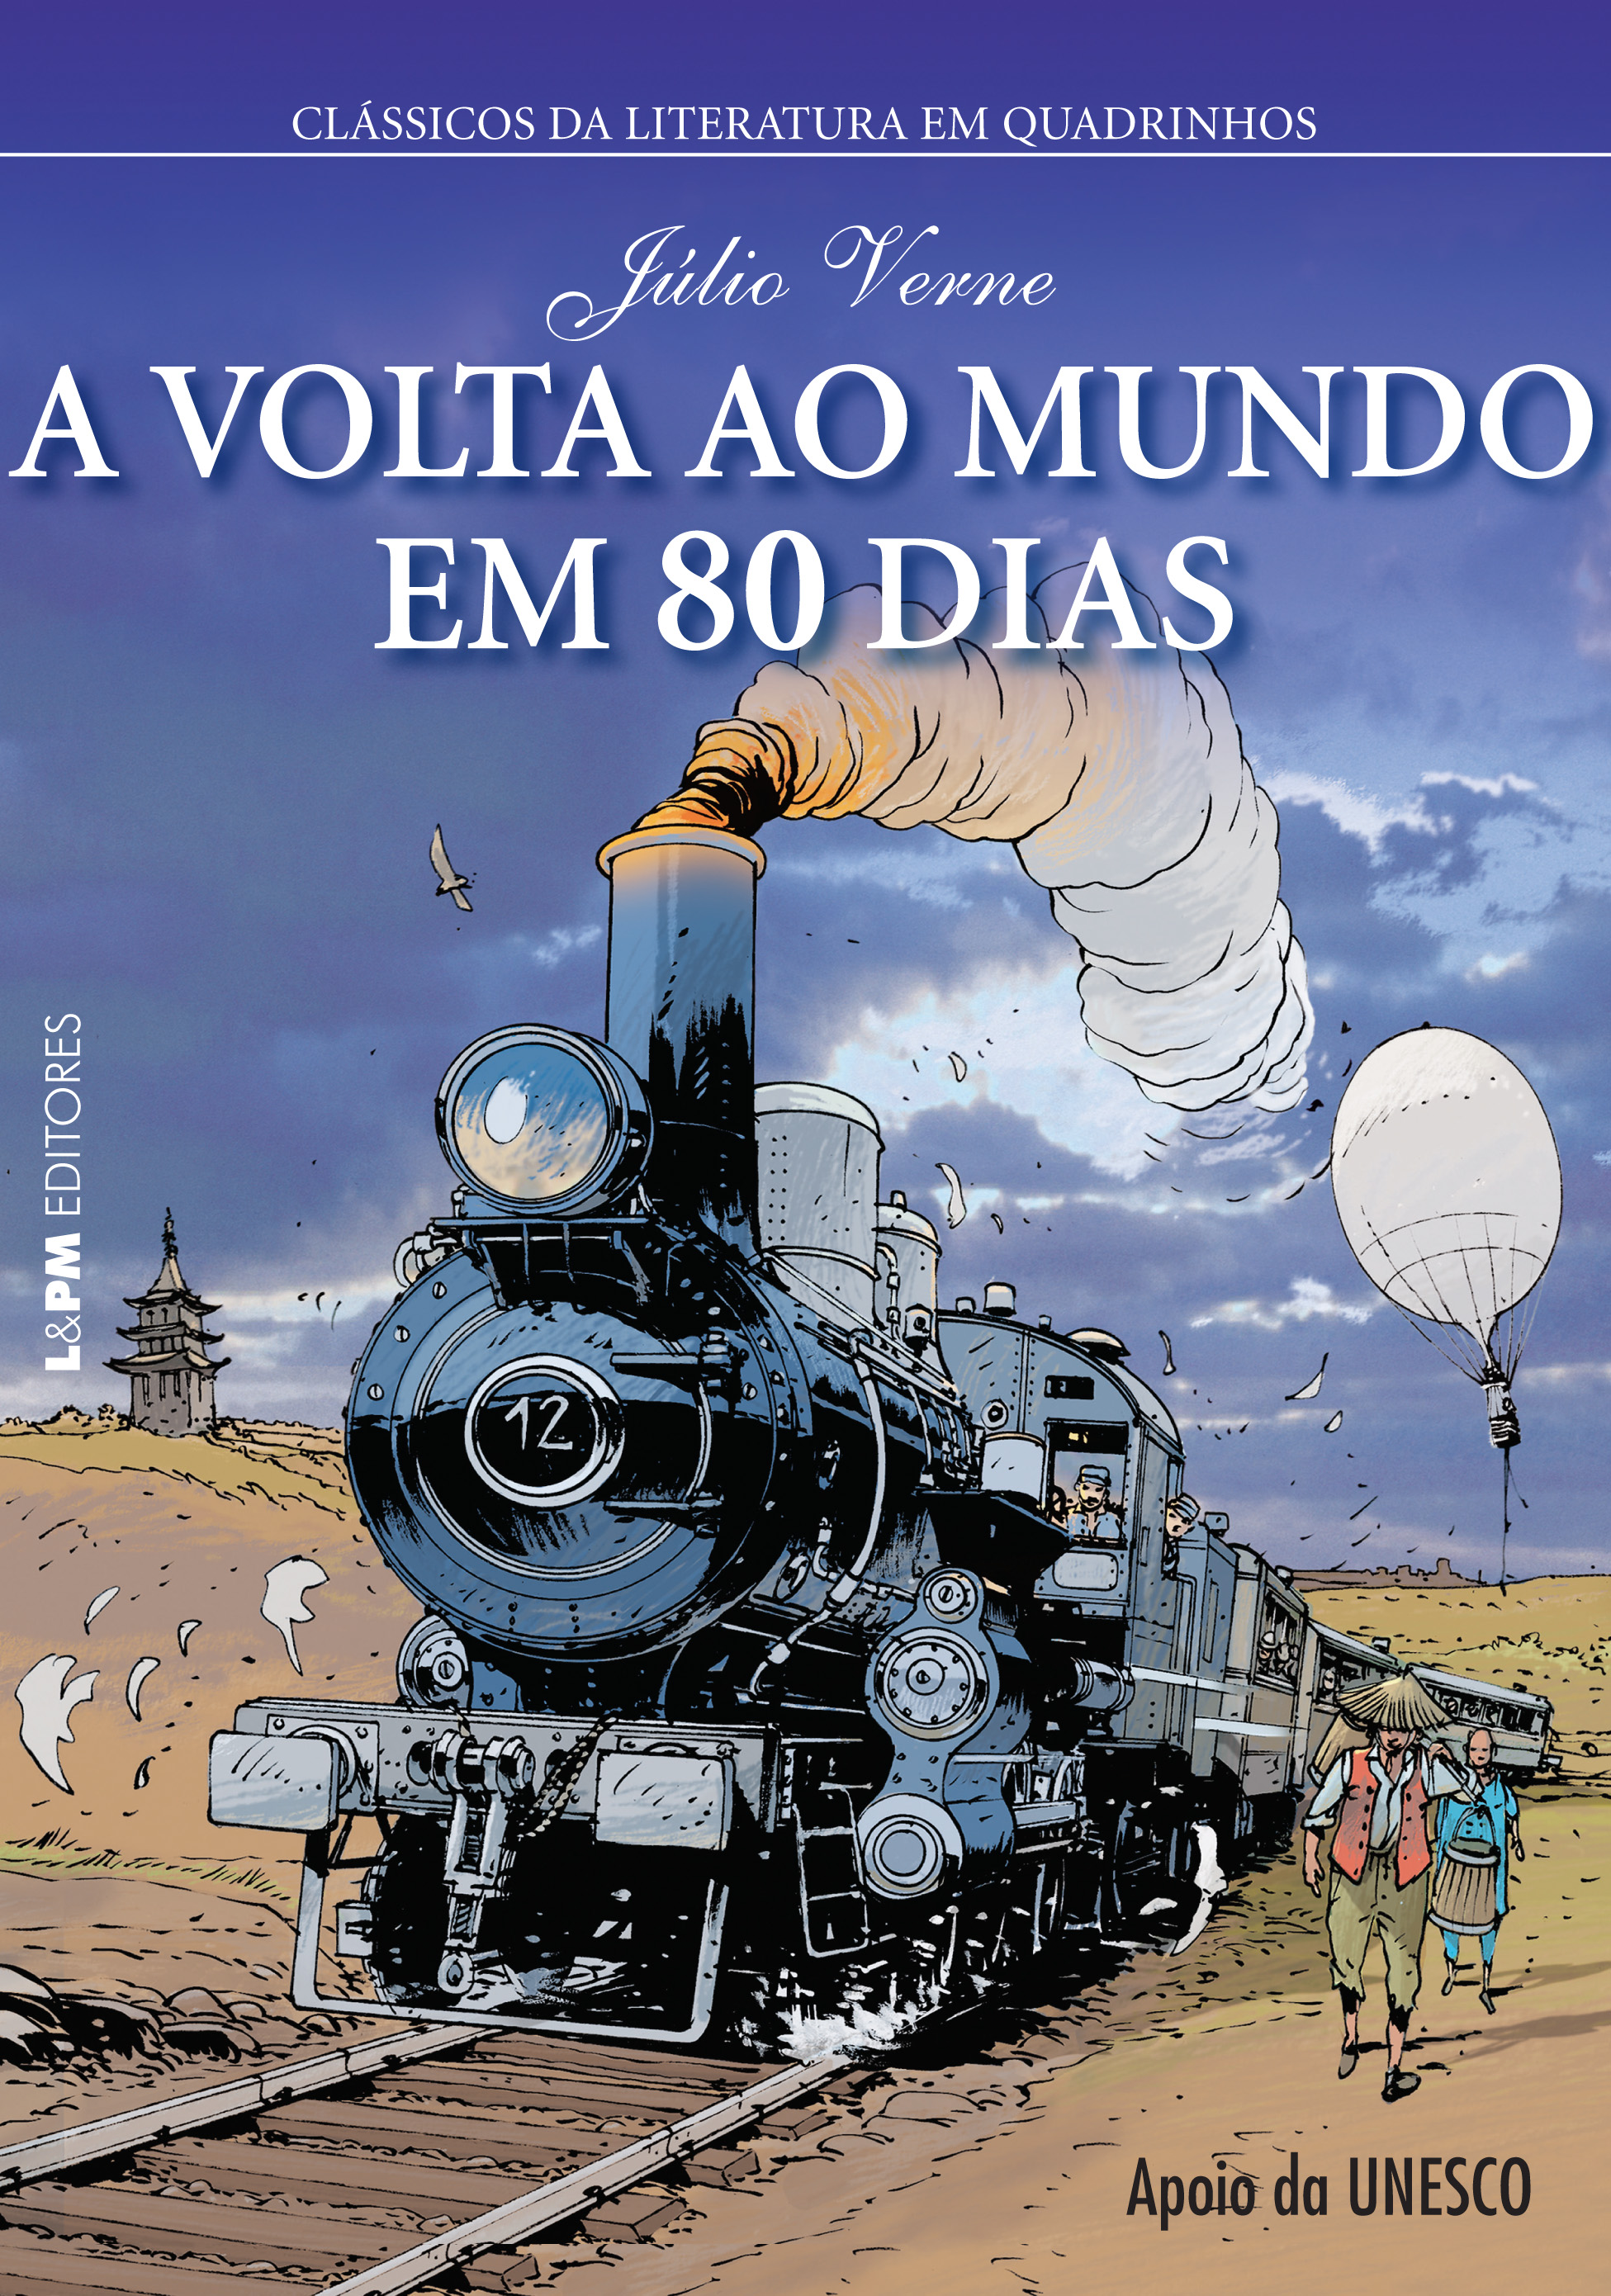 CLÁSSICOS DA LITERATURA EM QUADRINHOS
Júlio Verne
A VOLTA AO MUNDO
EM 80 DIAS
L&PM EDITORES
12
Apoio da UNESCO